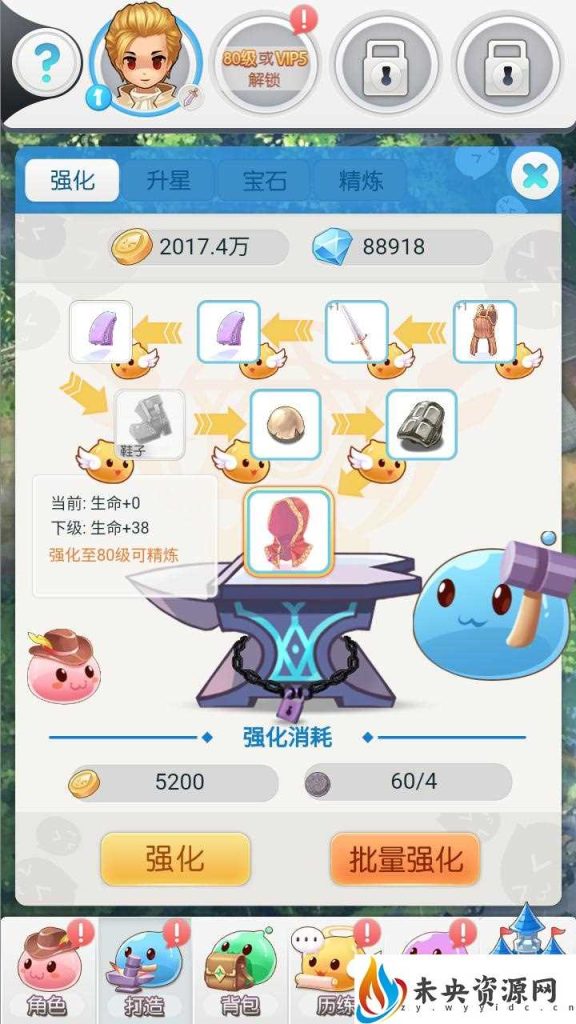 ?
!
80级或VIP5
解锁
1
强化
升星
宝石
精炼
2017.4万
88918
+1
+1
鞋子
当前: 生命+0
下级: 生命+38
强化至80级可精炼
强化消耗
5200
60/4
强化
批量强化
!
!
!
!
角色
打造
背包
历练
未央资源网
zy.wyyidc.cn